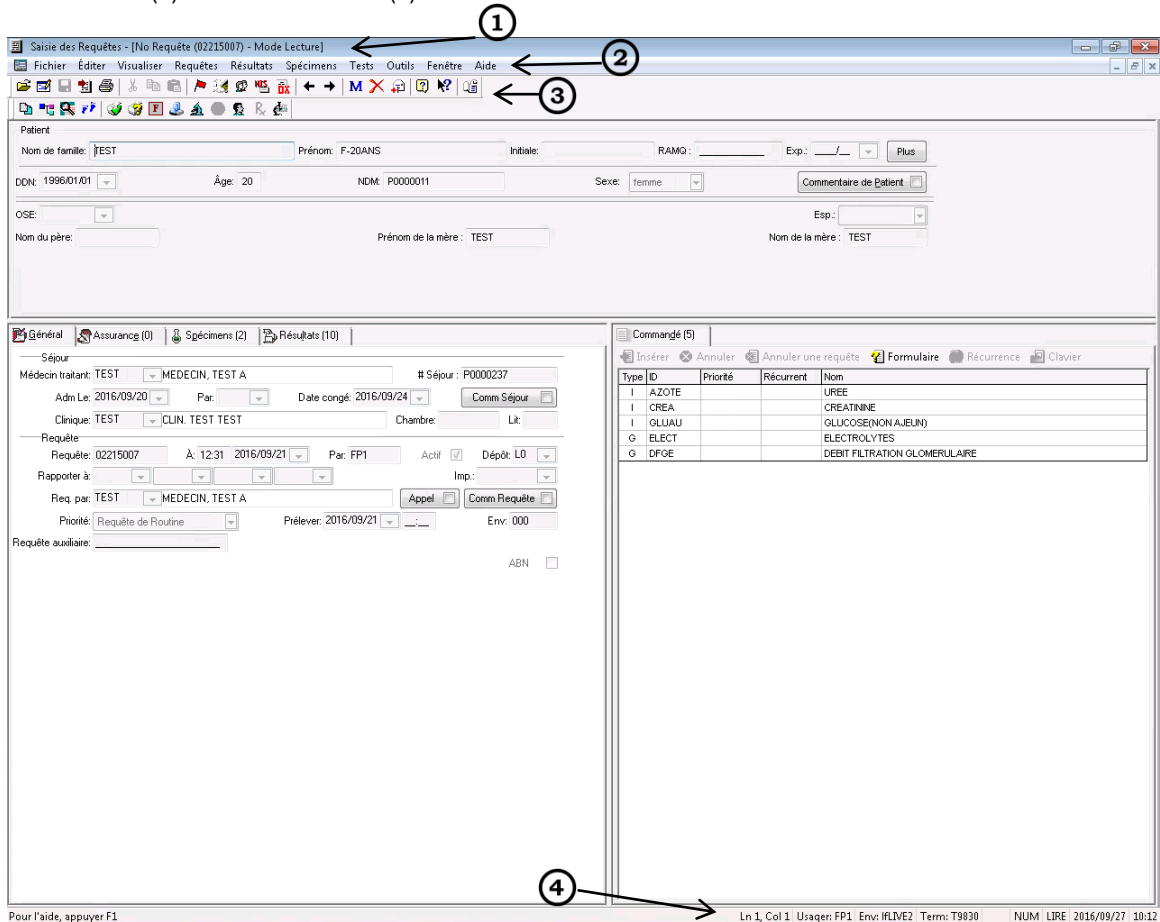 1
Saisie des Requêtes - [No Requête (02215007) - Mode Lecture]
Fichier Éditer Visualiser Requêtes Résultats Spécimens Tests Outils Fenêtre Aide
2
M
3
F
Patient
Nom de famille: TEST Prénom: F-20ANS Initiale: RAMQ : Exp.: __/__ Plus
DDN: 1996/01/01 Âge: 20 NDM: P0000011 Sexe: femme Commentaire de Patient
OSE: Esp.:
Nom du père: Prénom de la mère : TEST Nom de la mère : TEST
Général Assurance (0) Spécimens (2) Résultats (10)
Séjour
Médecin traitant: TEST MEDECIN, TEST A # Séjour : P0000237
Adm Le: 2016/09/20 Par: Date congé: 2016/09/24 Comm Séjour
Clinique: TEST CLIN. TEST TEST Chambre: Lit:
Requête
Requête: 02215007 À: 12:31 2016/09/21 Par: FP1 Actif Dépôt: L0
Rapporter à: Imp.:
Req. par: TEST MEDECIN, TEST A Appel Comm Requête
Priorité: Requête de Routine Prélever: 2016/09/21 __:__ Env: 000
Requête auxiliaire:
ABN
Commandé (5)
Insérer Annuler Annuler une requête Formulaire Récurrence Clavier
Type ID Priorité Récurrent Nom
I AZOTE UREE
I CREA CREATININE
I GLUAU GLUCOSE(NON AJEUN)
G ELECT ELECTROLYTES
G DFGE DEBIT FILTRATION GLOMERULAIRE
4
Pour l'aide, appuyer F1 Ln 1, Col 1 Usager: FP1 Env: IfLIVE2 Term: T9830 NUM LIRE 2016/09/27 10:12